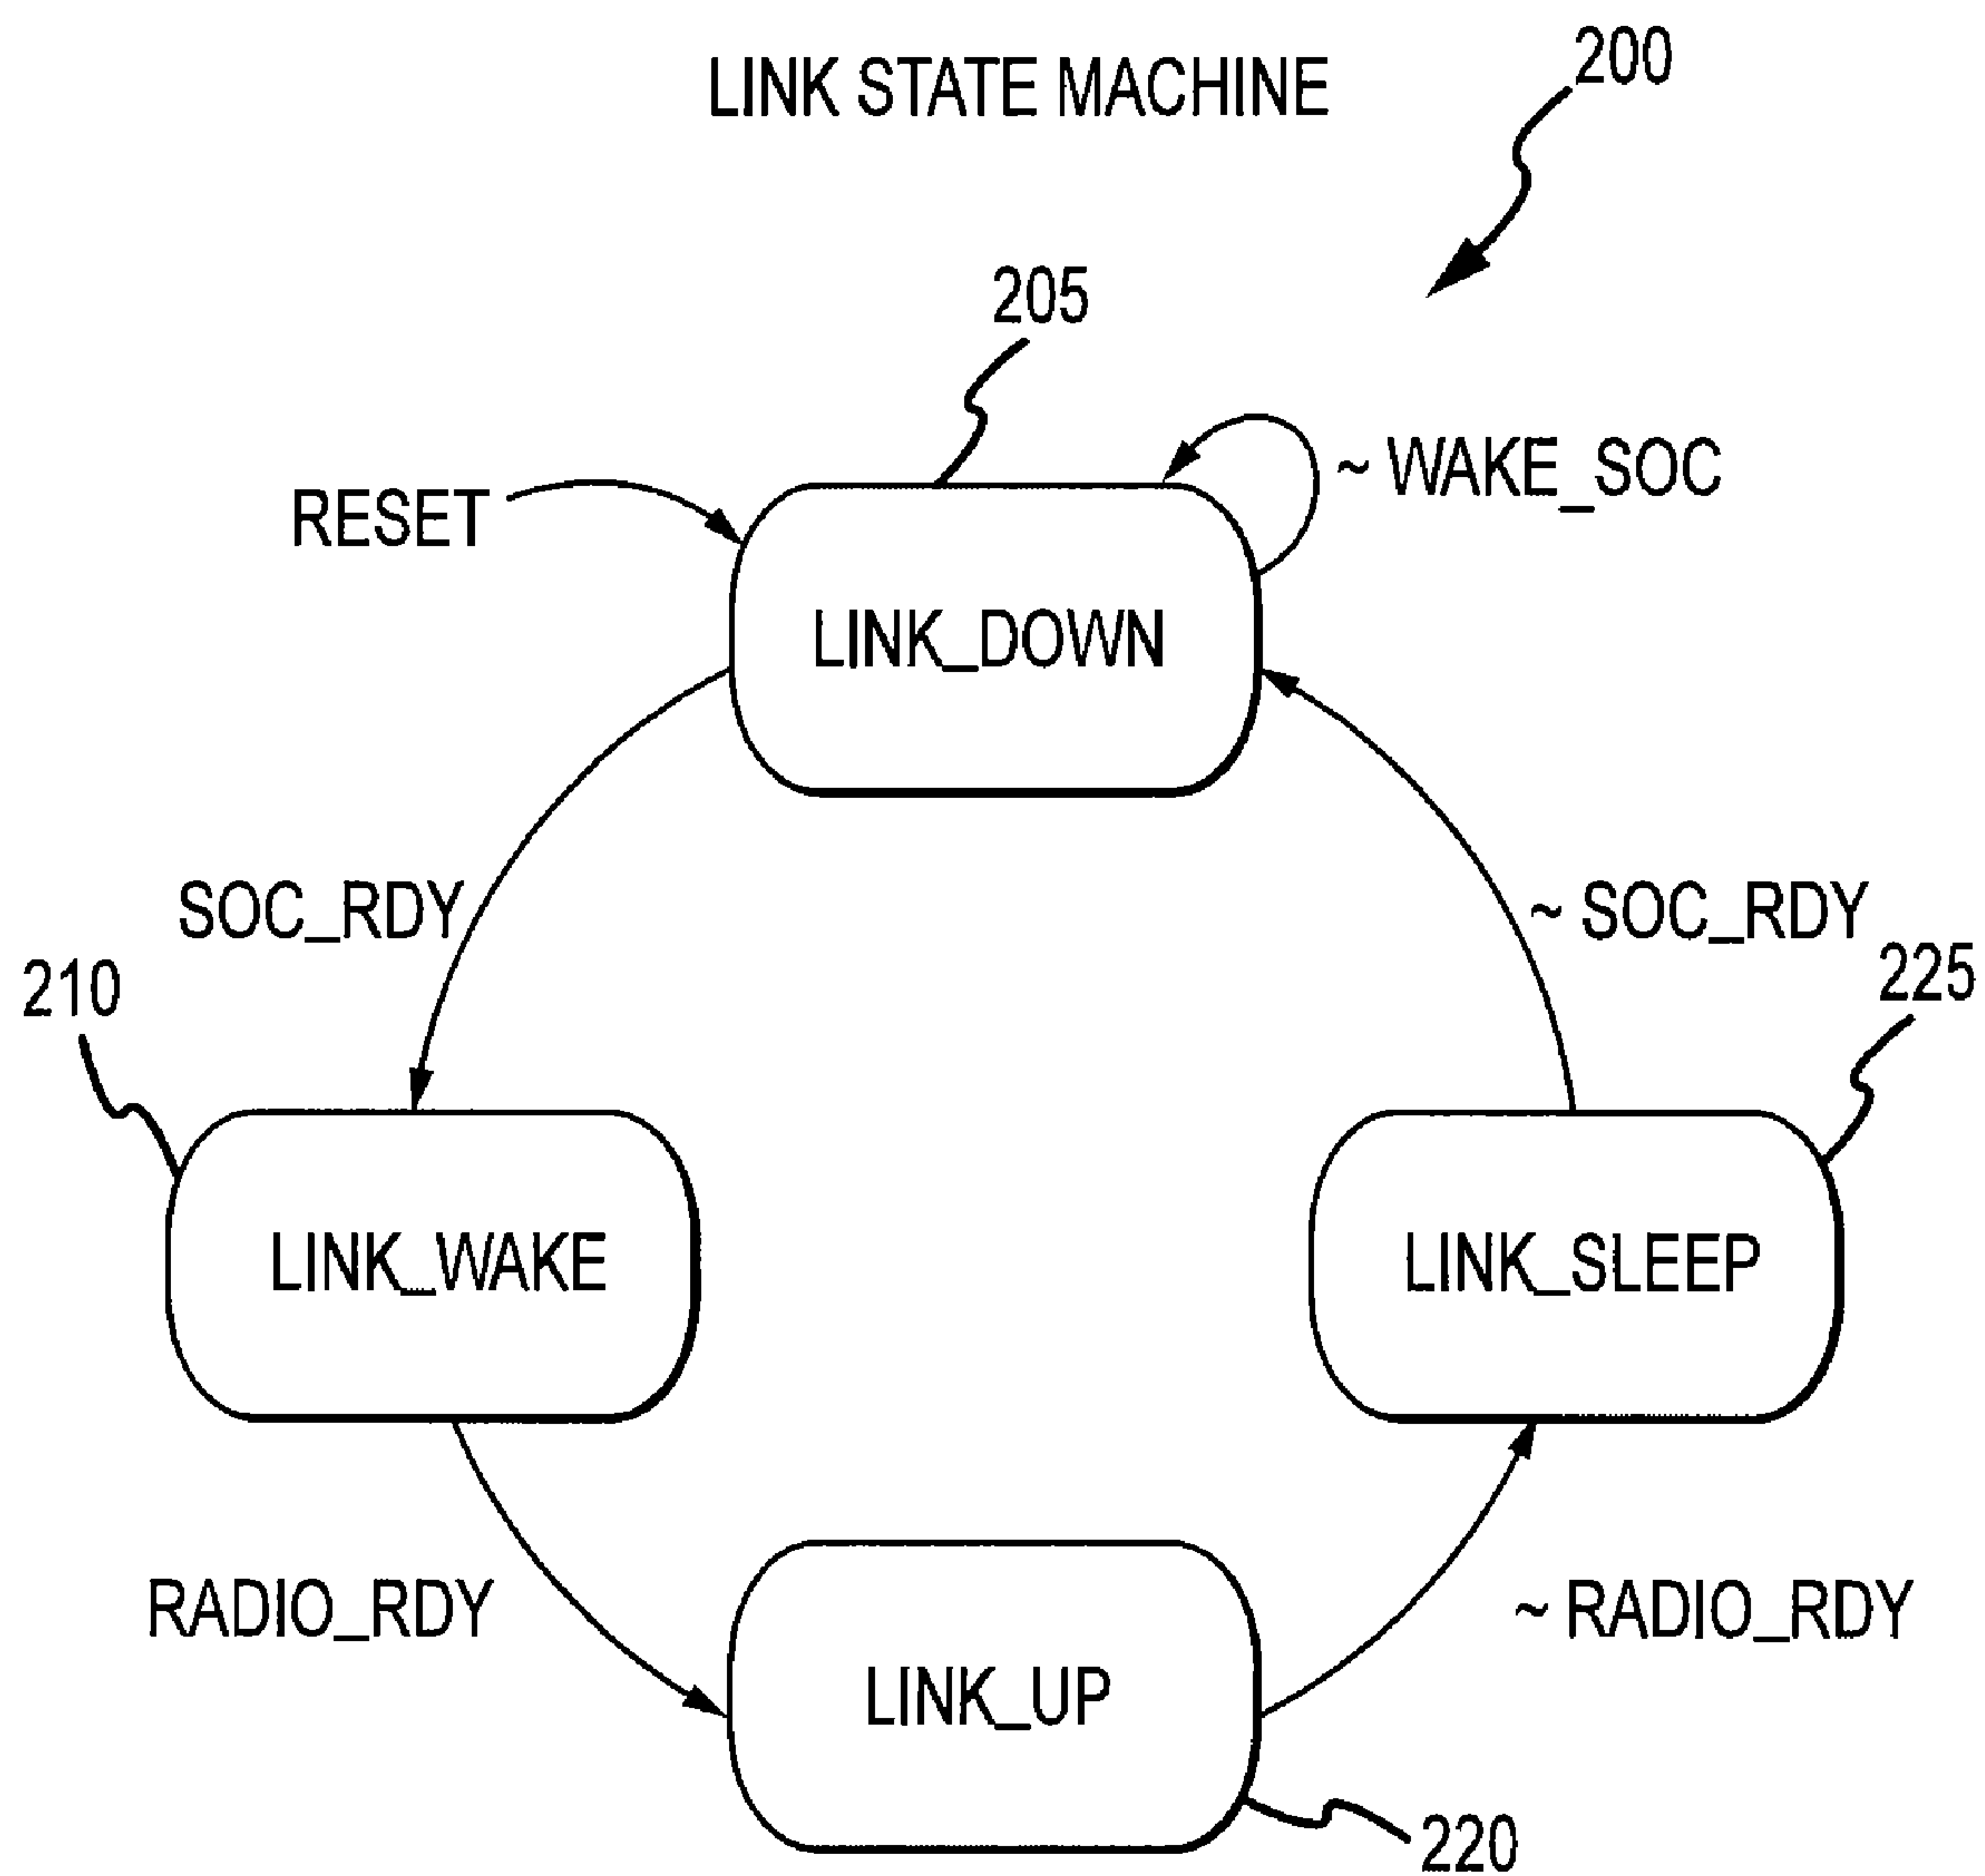 LINK STATE MACHINE
200
205
~ WAKE_SOC
RESET
LINK_DOWN
SOC_RDY
~ SOC_RDY
210
225
LINK_WAKE
LINK_SLEEP
RADIO_RDY
~ RADIO_RDY
LINK_UP
220